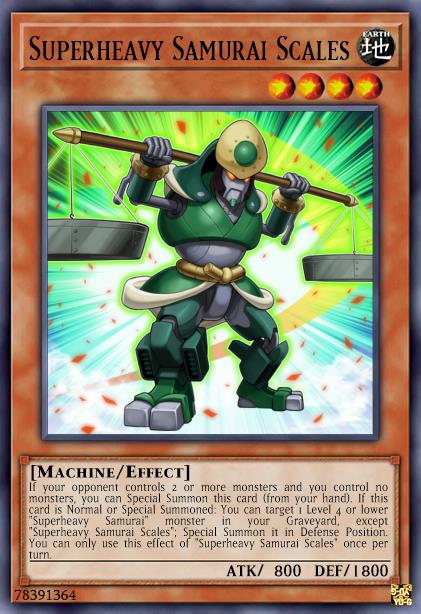 Superheavy Samurai Scales
EARTH
地
[Machine/Effect]
If your opponent controls 2 or more monsters and you control no
monsters, you can Special Summon this card (from your hand). If this
card is Normal or Special Summoned: You can target 1 Level 4 or lower
"Superheavy Samurai" monster in your Graveyard, except
"Superheavy Samurai Scales"; Special Summon it in Defense Position.
You can only use this effect of "Superheavy Samurai Scales" once per
turn.
ATK/ 800 DEF/1800
78391364